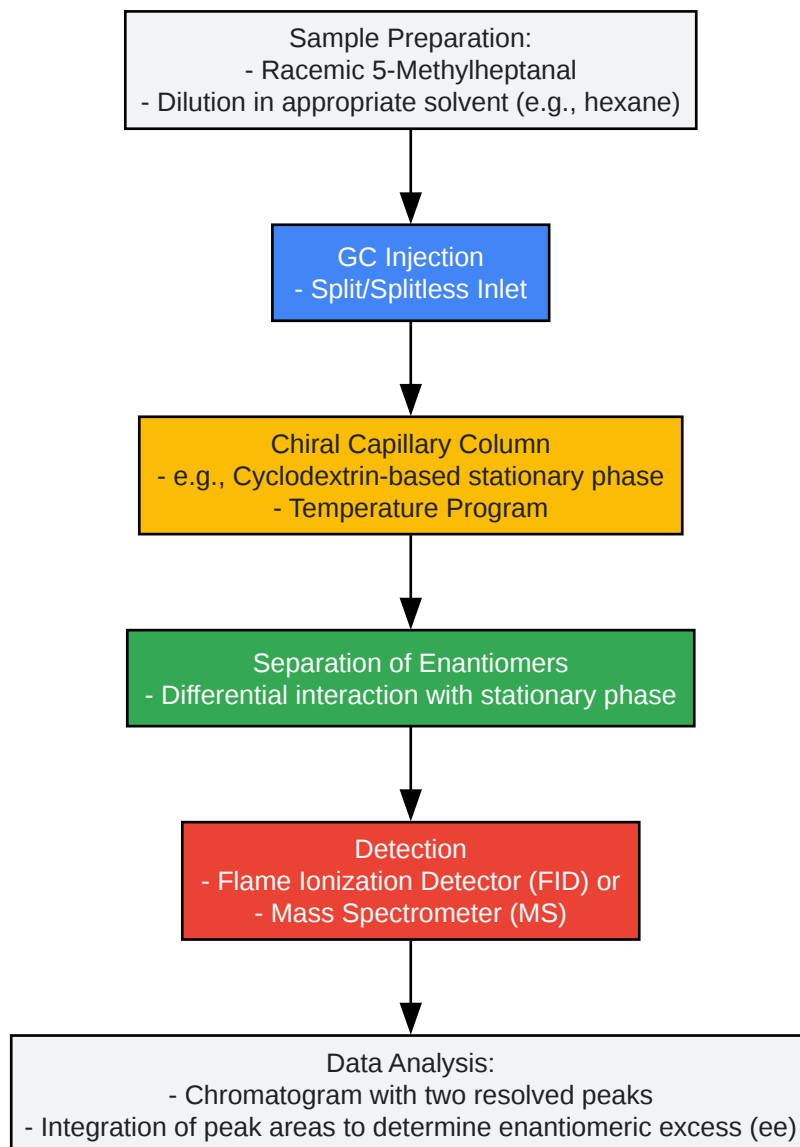 Sample Preparation:
- Racemic 5-Methylheptanal
- Dilution in appropriate solvent (e.g., hexane)
GC Injection
- Split/Splitless Inlet
Chiral Capillary Column
- e.g., Cyclodextrin-based stationary phase
- Temperature Program
Separation of Enantiomers
- Differential interaction with stationary phase
Detection
- Flame Ionization Detector (FID) or
- Mass Spectrometer (MS)
Data Analysis:
- Chromatogram with two resolved peaks
- Integration of peak areas to determine enantiomeric excess (ee)